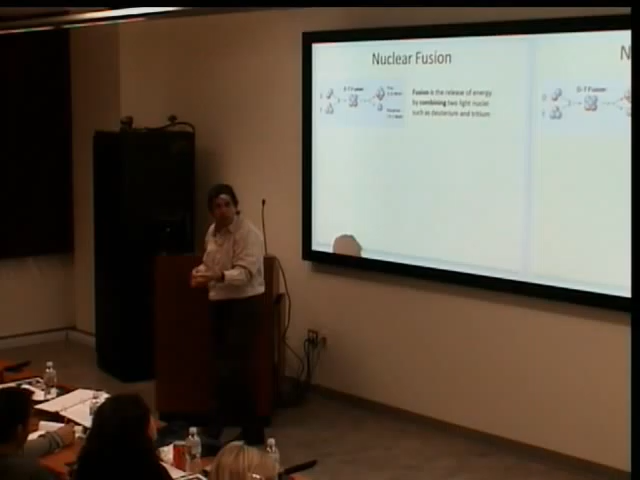 Nuclear Fusion
D-T Fusion
Fusion is the release of energy
by combining two light nuclei
such as deuterium and tritium
N
D-T Fusion